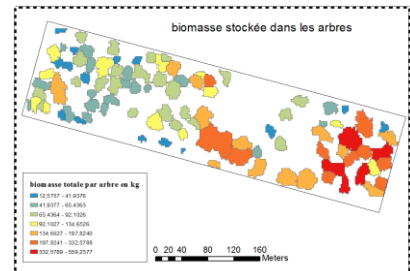 biomasse stockée dans les arbres
biomasse totale par arbre en kg
12,5757 - 41,9376
41,9377 - 65,4363
65,4364 - 92,1026
92,1027 - 134,6526
134,6527 - 197,8240
197,8241 - 332,5788
332,5789 - 559,2377
0 20 40 80 120 160
Meters